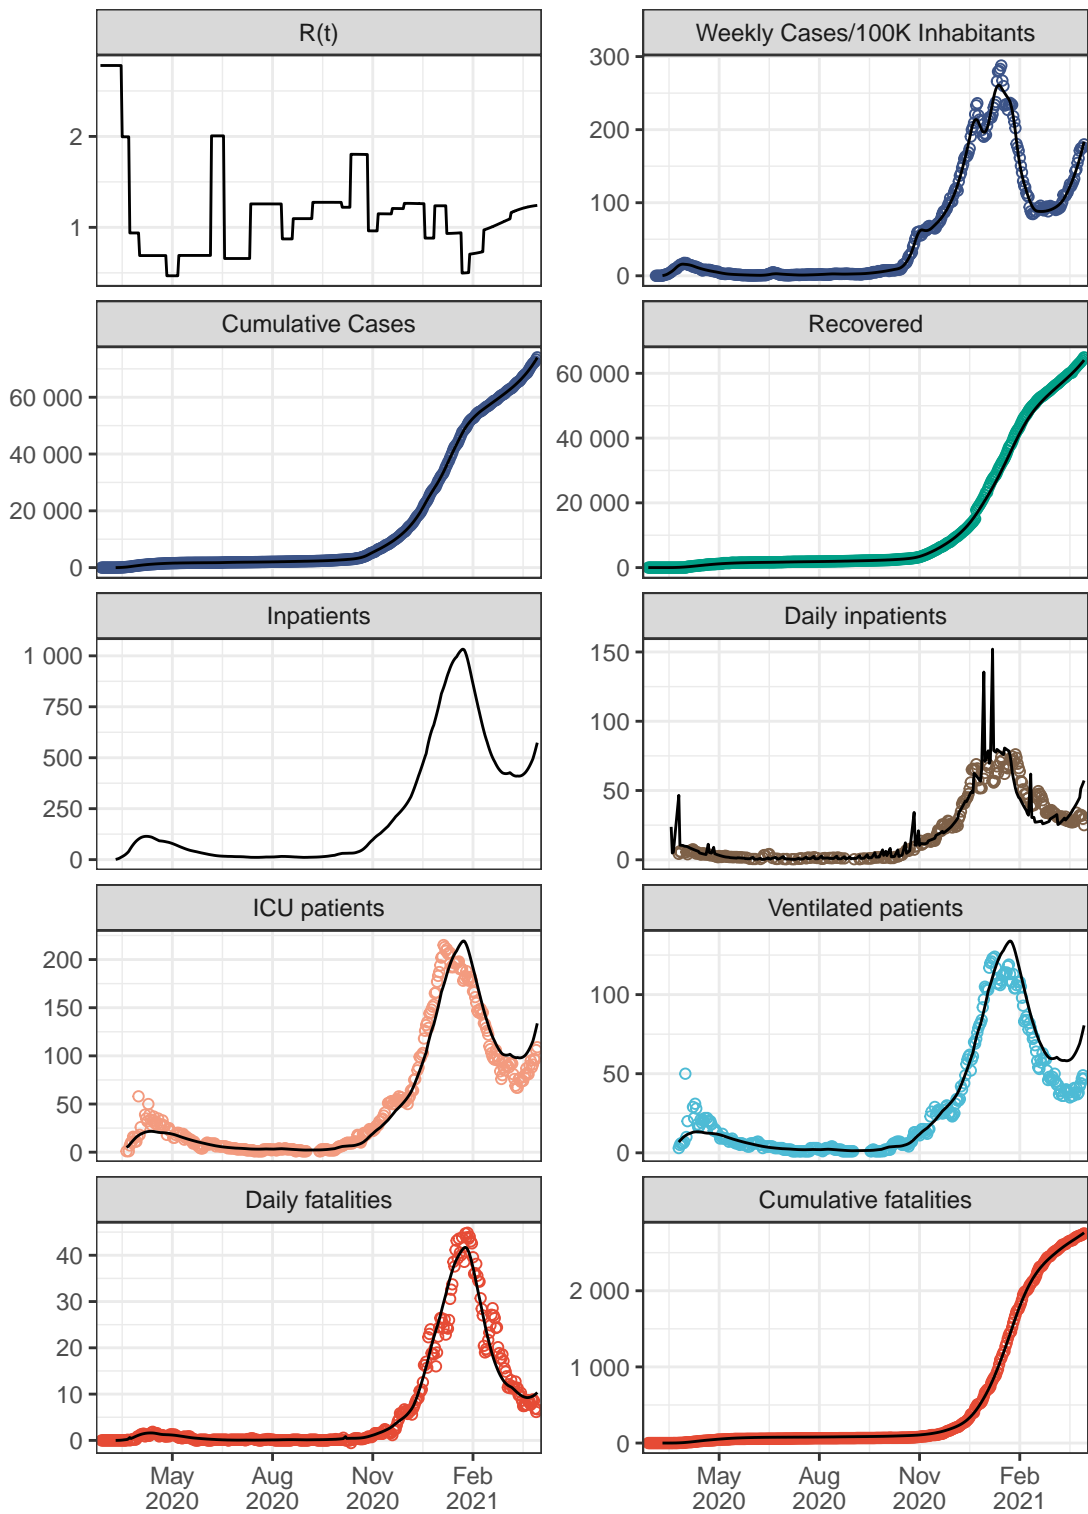 R(t)
2
1
Weekly Cases/100K Inhabitants
300
200
100
0
Cumulative Cases
60 000
40 000
20 000
0
Recovered
60 000
40 000
20 000
0
Inpatients
1 000
750
500
250
0
Daily inpatients
150
100
50
0
ICU patients
200
150
100
50
0
Ventilated patients
100
50
0
Daily fatalities
40
30
20
10
0
Cumulative fatalities
2 000
1 000
0
May Aug Nov Feb
2020 2020 2020 2021
May Aug Nov Feb
2020 2020 2020 2021